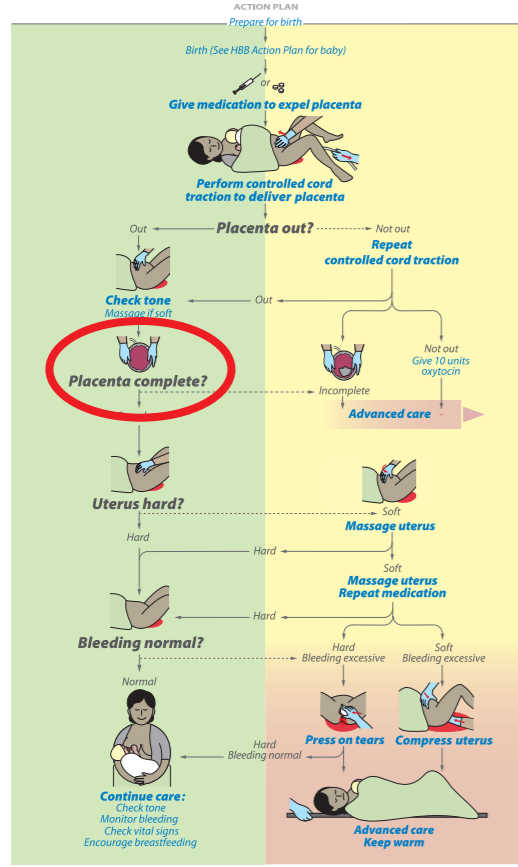 ACTION PLAN
Prepare for birth
Birth (See HBB Action Plan for baby)
or
Give medication to expel placenta
Perform controlled cord
traction to deliver placenta
Placenta out?
Out
Not out
Repeat
controlled cord traction
Check tone
Massage if soft
Out
Placenta complete?
Incomplete
Not out
Give 10 units
oxytocin
Advanced care
Uterus hard?
Soft
Massage uterus
Hard
Hard
Soft
Massage uterus
Repeat medication
Hard
Bleeding normal?
Hard
Bleeding excessive
Soft
Bleeding excessive
Normal
Press on tears
Compress uterus
Hard
Bleeding normal
Continue care:
Check tone
Monitor bleeding
Check vital signs
Encourage breastfeeding
Advanced care
Keep warm